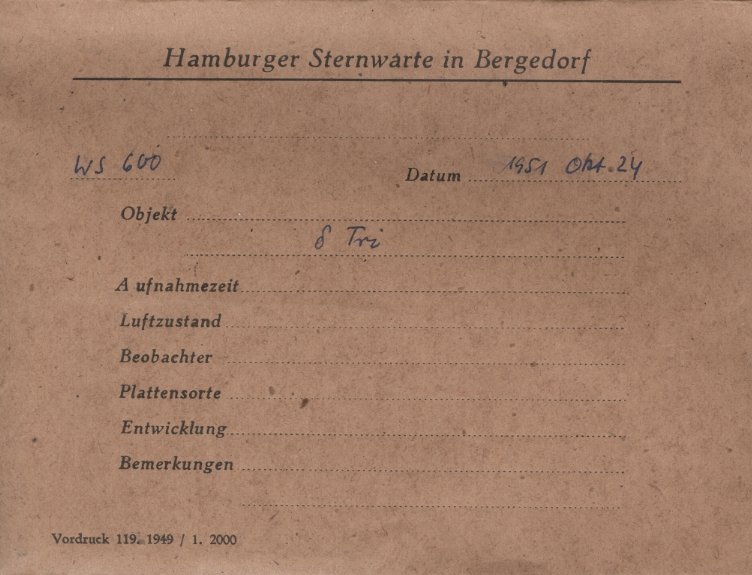 Hamburger Sternwarte in Bergedorf
WS 600 Datum 1951 Okt. 24
Objekt
δ Tri
Aufnahmezeit
Luftzustand
Beobachter
Plattensorte
Entwicklung
Bemerkungen
Vordruck 119. 1949 / 1. 2000